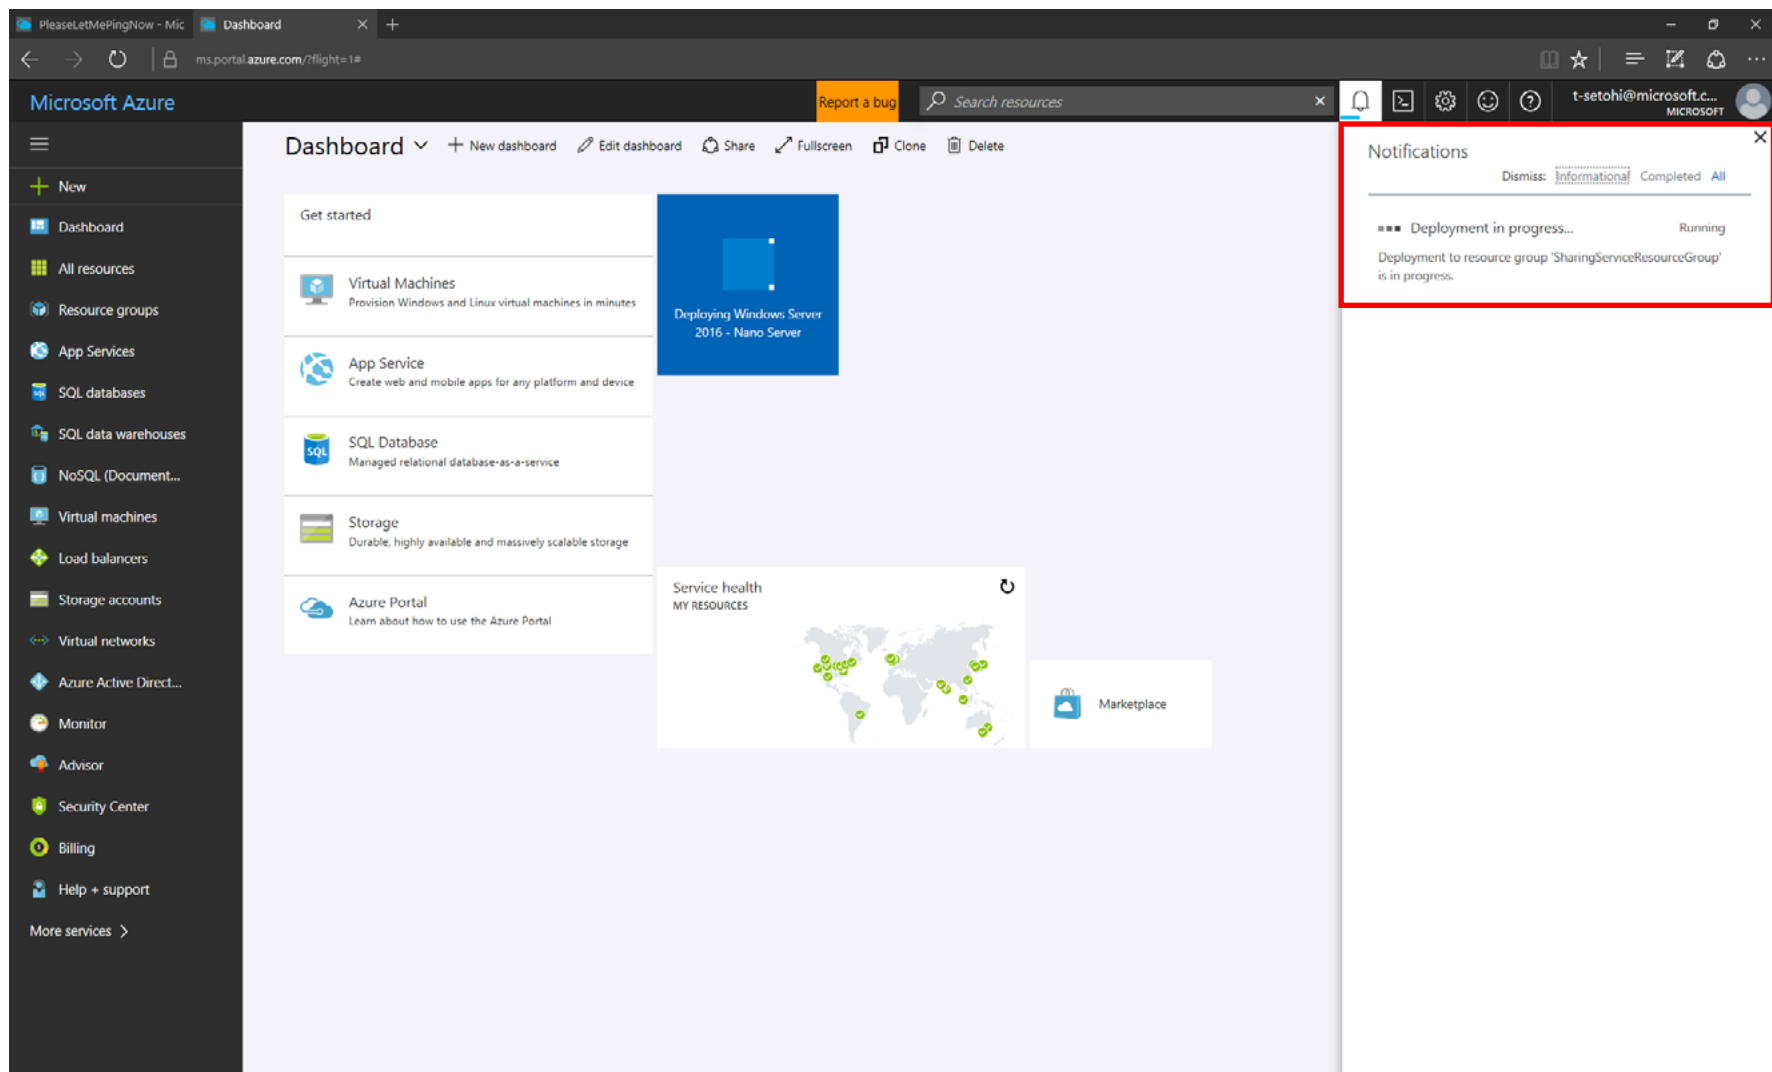 PleaseLetMePingNow - Mic
Dashboard
ms.portal.azure.com/?flight=1#
Microsoft Azure
Report a bug
Search resources
t-setohi@microsoft.c...
MICROSOFT
New
Dashboard
All resources
Resource groups
App Services
SQL databases
SQL data warehouses
NoSQL (Document...
Virtual machines
Load balancers
Storage accounts
Virtual networks
Azure Active Direct...
Monitor
Advisor
Security Center
Billing
Help + support
More services
Dashboard
New dashboard
Edit dashboard
Share
Fullscreen
Clone
Delete
Get started
Virtual Machines
Provision Windows and Linux virtual machines in minutes
App Service
Create web and mobile apps for any platform and device
SQL
SQL Database
Managed relational database-as-a-service
Storage
Durable, highly available and massively scalable storage
Azure Portal
Learn about how to use the Azure Portal
Deploying Windows Server
2016 - Nano Server
Service health
MY RESOURCES
Marketplace
Notifications
Dismiss: Informational Completed All
Deployment in progress... Running
Deployment to resource group 'SharingServiceResourceGroup'
is in progress.